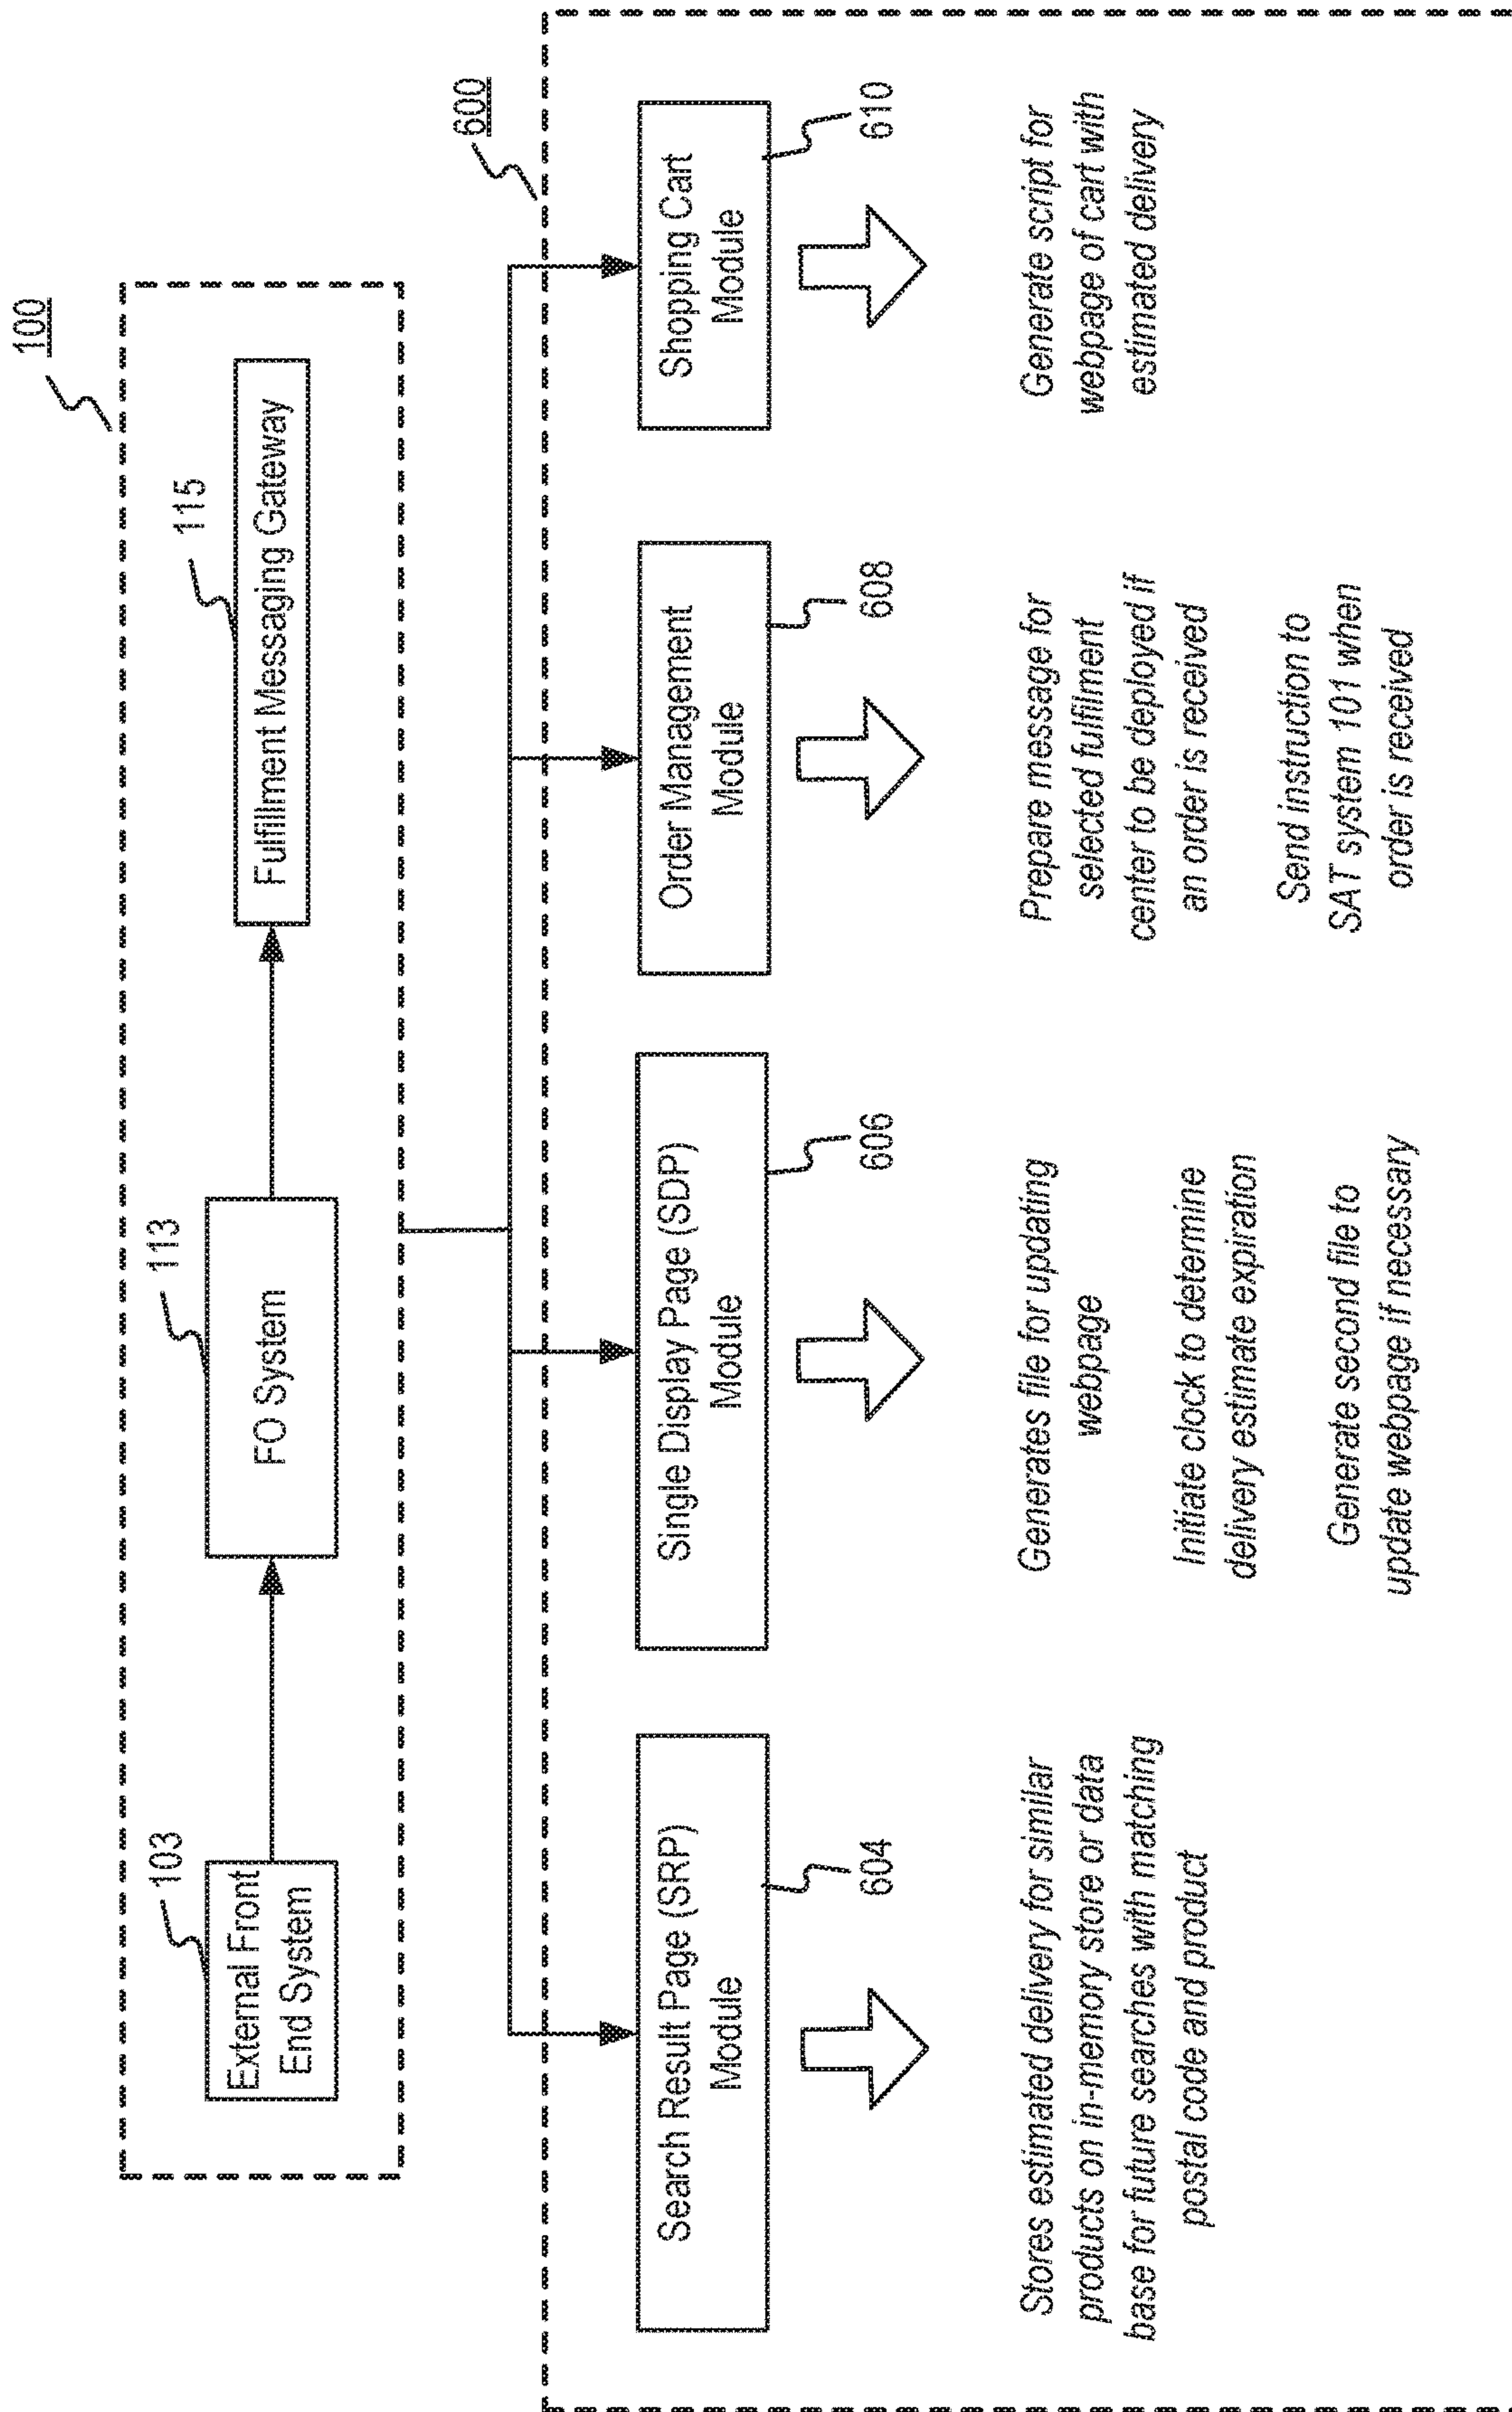 100
103
External Front
End System
113
FO System
115
Fulfillment Messaging Gateway
600
Search Result Page (SRP)
Module
604
Stores estimated delivery for similar
products on in-memory store or data
base for future searches with matching
postal code and product
Single Display Page (SDP)
Module
606
Generates file for updating
webpage
Initiate clock to determine
delivery estimate expiration
Generate second file to
update webpage if necessary
Order Management
Module
608
Prepare message for
selected fulfilment
center to be deployed if
an order is received
Send instruction to
SAT system 101 when
order is received
Shopping Cart
Module
610
Generate script for
webpage of cart with
estimated delivery